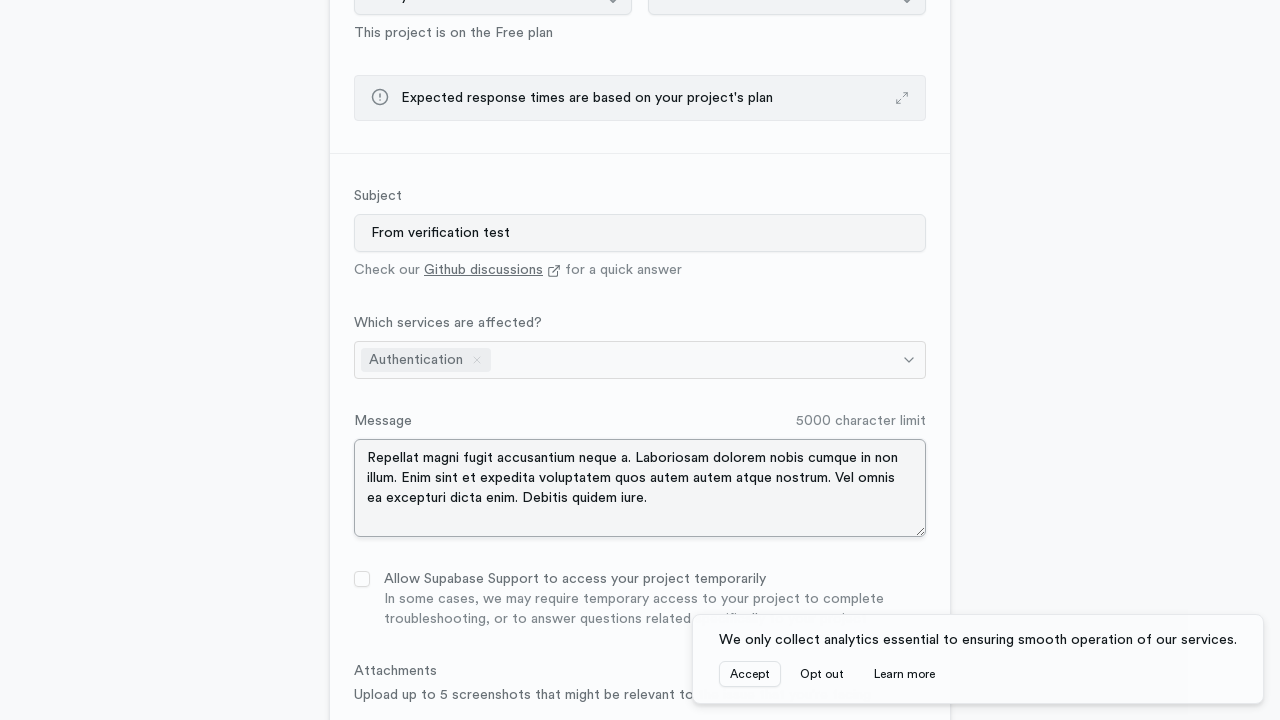 This project is on the Free plan
Expected response times are based on your project's plan
Subject
From verification test
Check our Github discussions for a quick answer
Which services are affected?
Authentication
Message
5000 character limit
Repellat magni fugit accusantium neque a. Laboriosam dolorem nobis cumque in non
illum. Enim sint et expedita voluptatem quos autem autem atque nostrum. Vel omnis
ea excepturi dicta enim. Debitis quidem iure.
Allow Supabase Support to access your project temporarily
In some cases, we may require temporary access to your project to complete
troubleshooting, or to answer questions related
We only collect analytics essential to ensuring smooth operation of our services.
Accept
Opt out
Learn more
Attachments
Upload up to 5 screenshots that might be relevant to